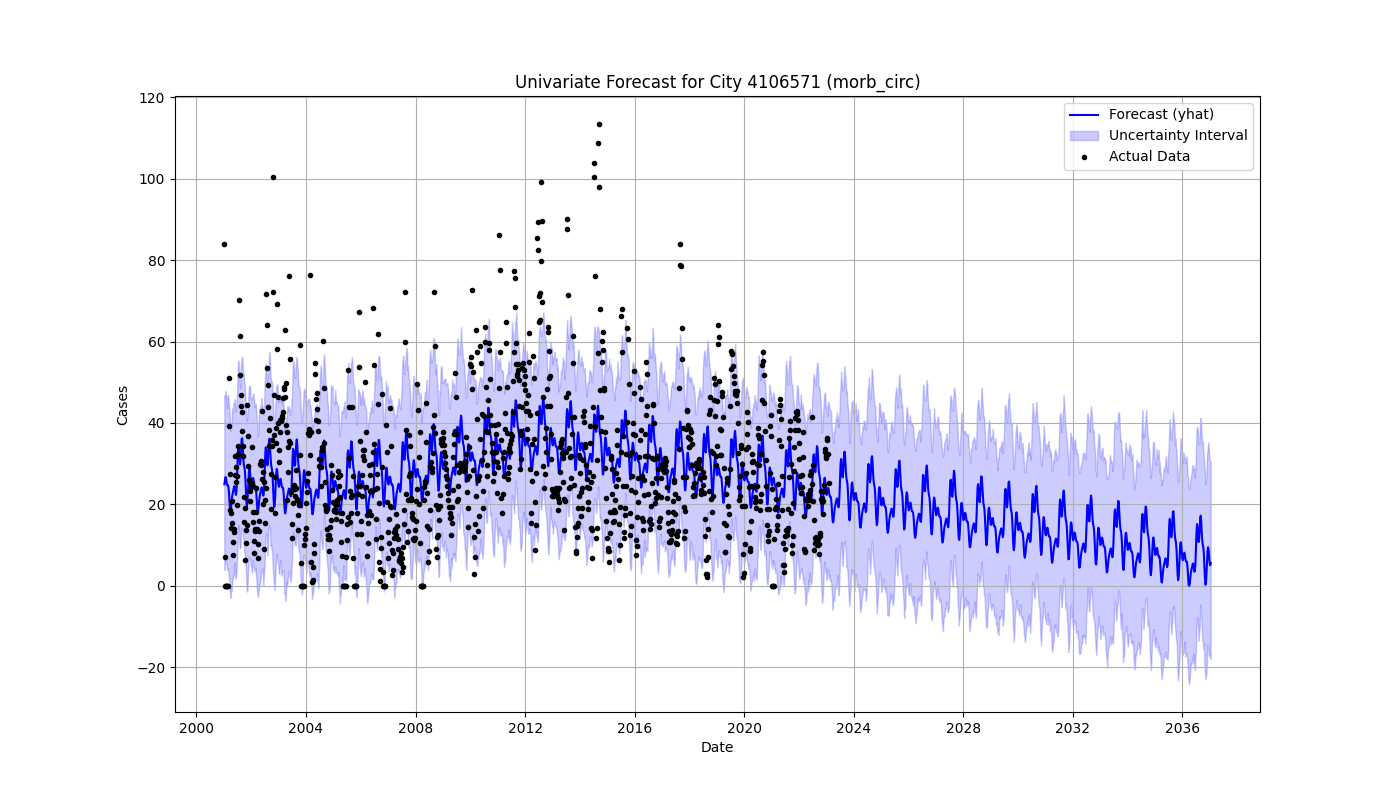 Univariate Forecast for City 4106571 (morb_circ)
Forecast (yhat)
Uncertainty Interval
Actual Data
Cases
120
100
80
60
40
20
0
−20
2000 2004 2008 2012 2016 2020 2024 2028 2032 2036
Date